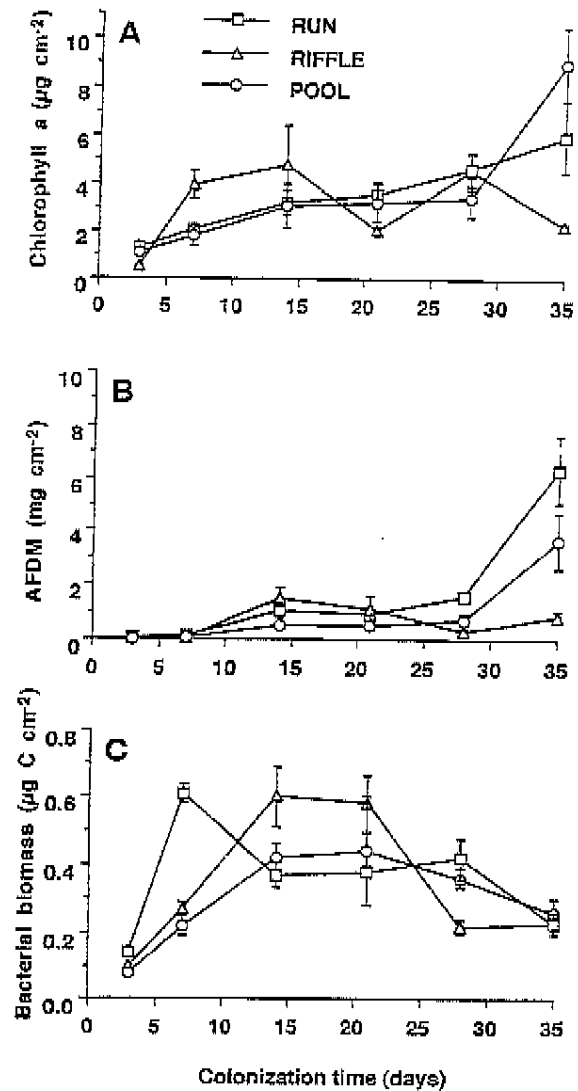 A
RUN
RIFFLE
POOL
Chlorophyll a (µg cm-2)
10
8
6
4
2
0
0 5 10 15 20 25 30 35
B
AFDM (mg cm-2)
10
8
6
4
2
0
0 5 10 15 20 25 30 35
C
Bacterial biomass (µg C cm-2)
0.8
0.6
0.4
0.2
0.0
0 5 10 15 20 25 30 35
Colonization time (days)